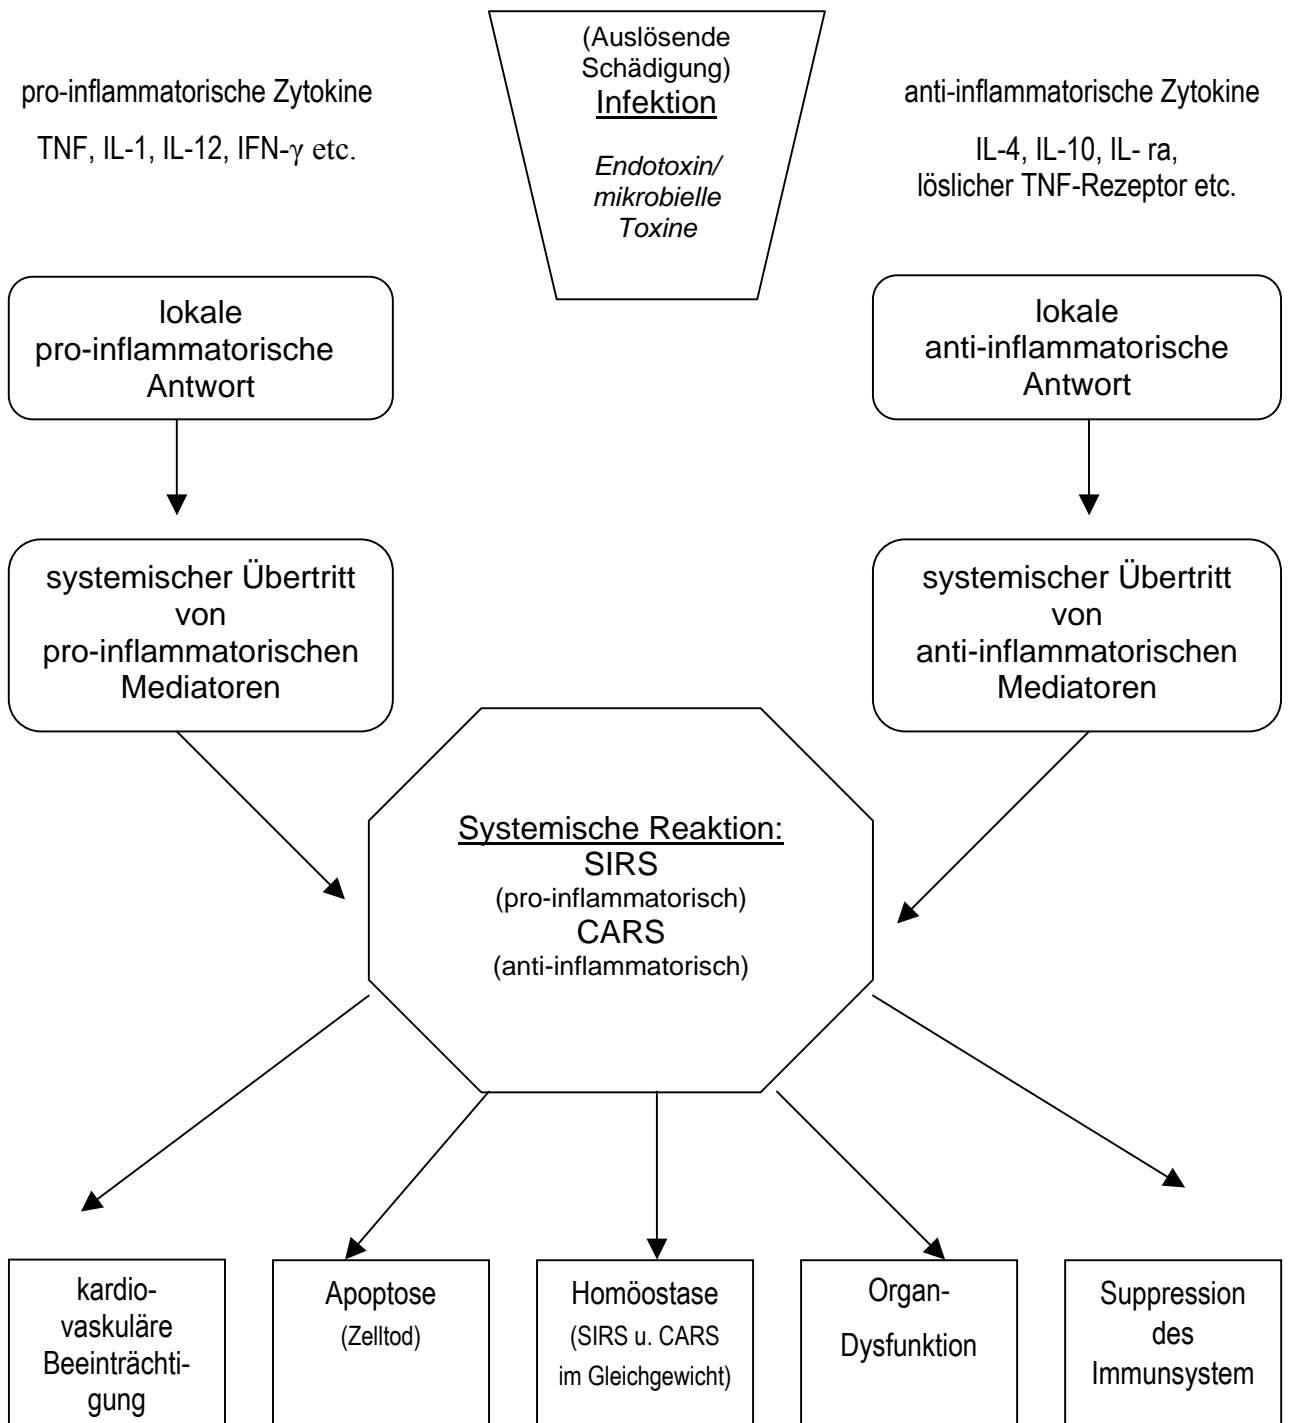 (Auslösende
Schädigung)
Infektion
Endotoxin/
mikrobielle
Toxine
pro-inflammatorische Zytokine
TNF, IL-1, IL-12, IFN-γ etc.
anti-inflammatorische Zytokine
IL-4, IL-10, IL- ra,
löslicher TNF-Rezeptor etc.
lokale
pro-inflammatorische
Antwort
lokale
anti-inflammatorische
Antwort
systemischer Übertritt
von
pro-inflammatorischen
Mediatoren
systemischer Übertritt
von
anti-inflammatorischen
Mediatoren
Systemische Reaktion:
SIRS
(pro-inflammatorisch)
CARS
(anti-inflammatorisch)
kardio-
vaskuläre
Beeinträchti-
gung
Apoptose
(Zelltod)
Homöostase
(SIRS u. CARS
im Gleichgewicht)
Organ-
Dysfunktion
Suppression
des
Immunsystem